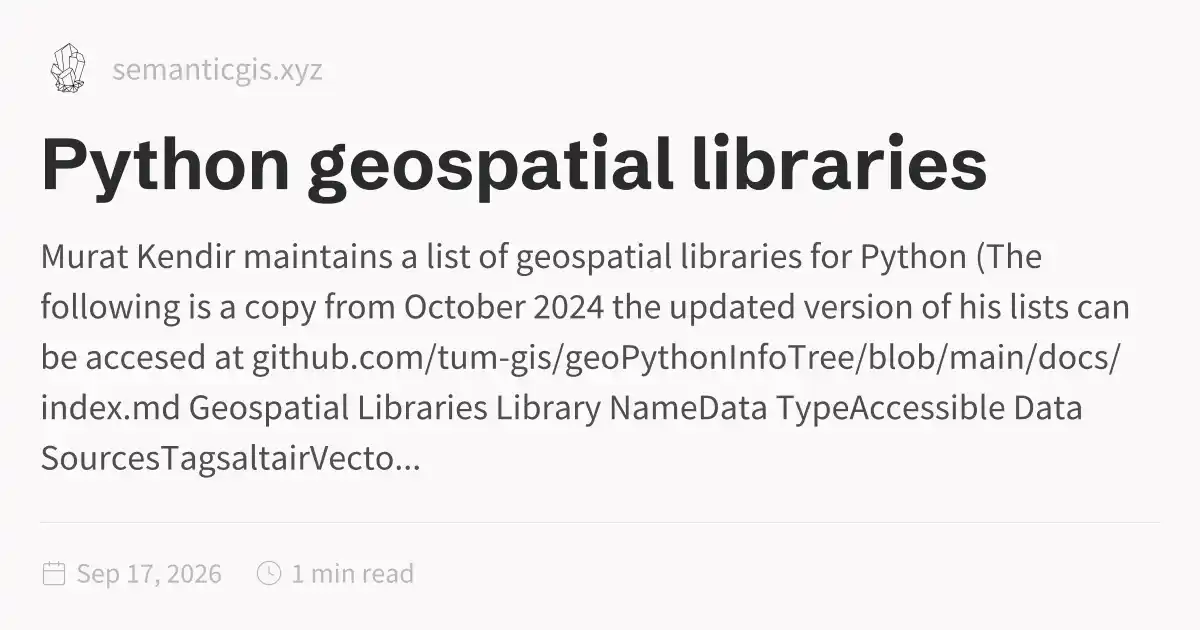 semanticgis.xyz
Python geospatial libraries
Murat Kendir maintains a list of geospatial libraries for Python (The
following is a copy from October 2024 the updated version of his lists can
be accesed at github.com/tum-gis/geoPythonInfoTree/blob/main/docs/
index.md Geospatial Libraries Library NameData TypeAccessible Data
SourcesTagsaltairVecto...
Sep 17, 2026
1 min read